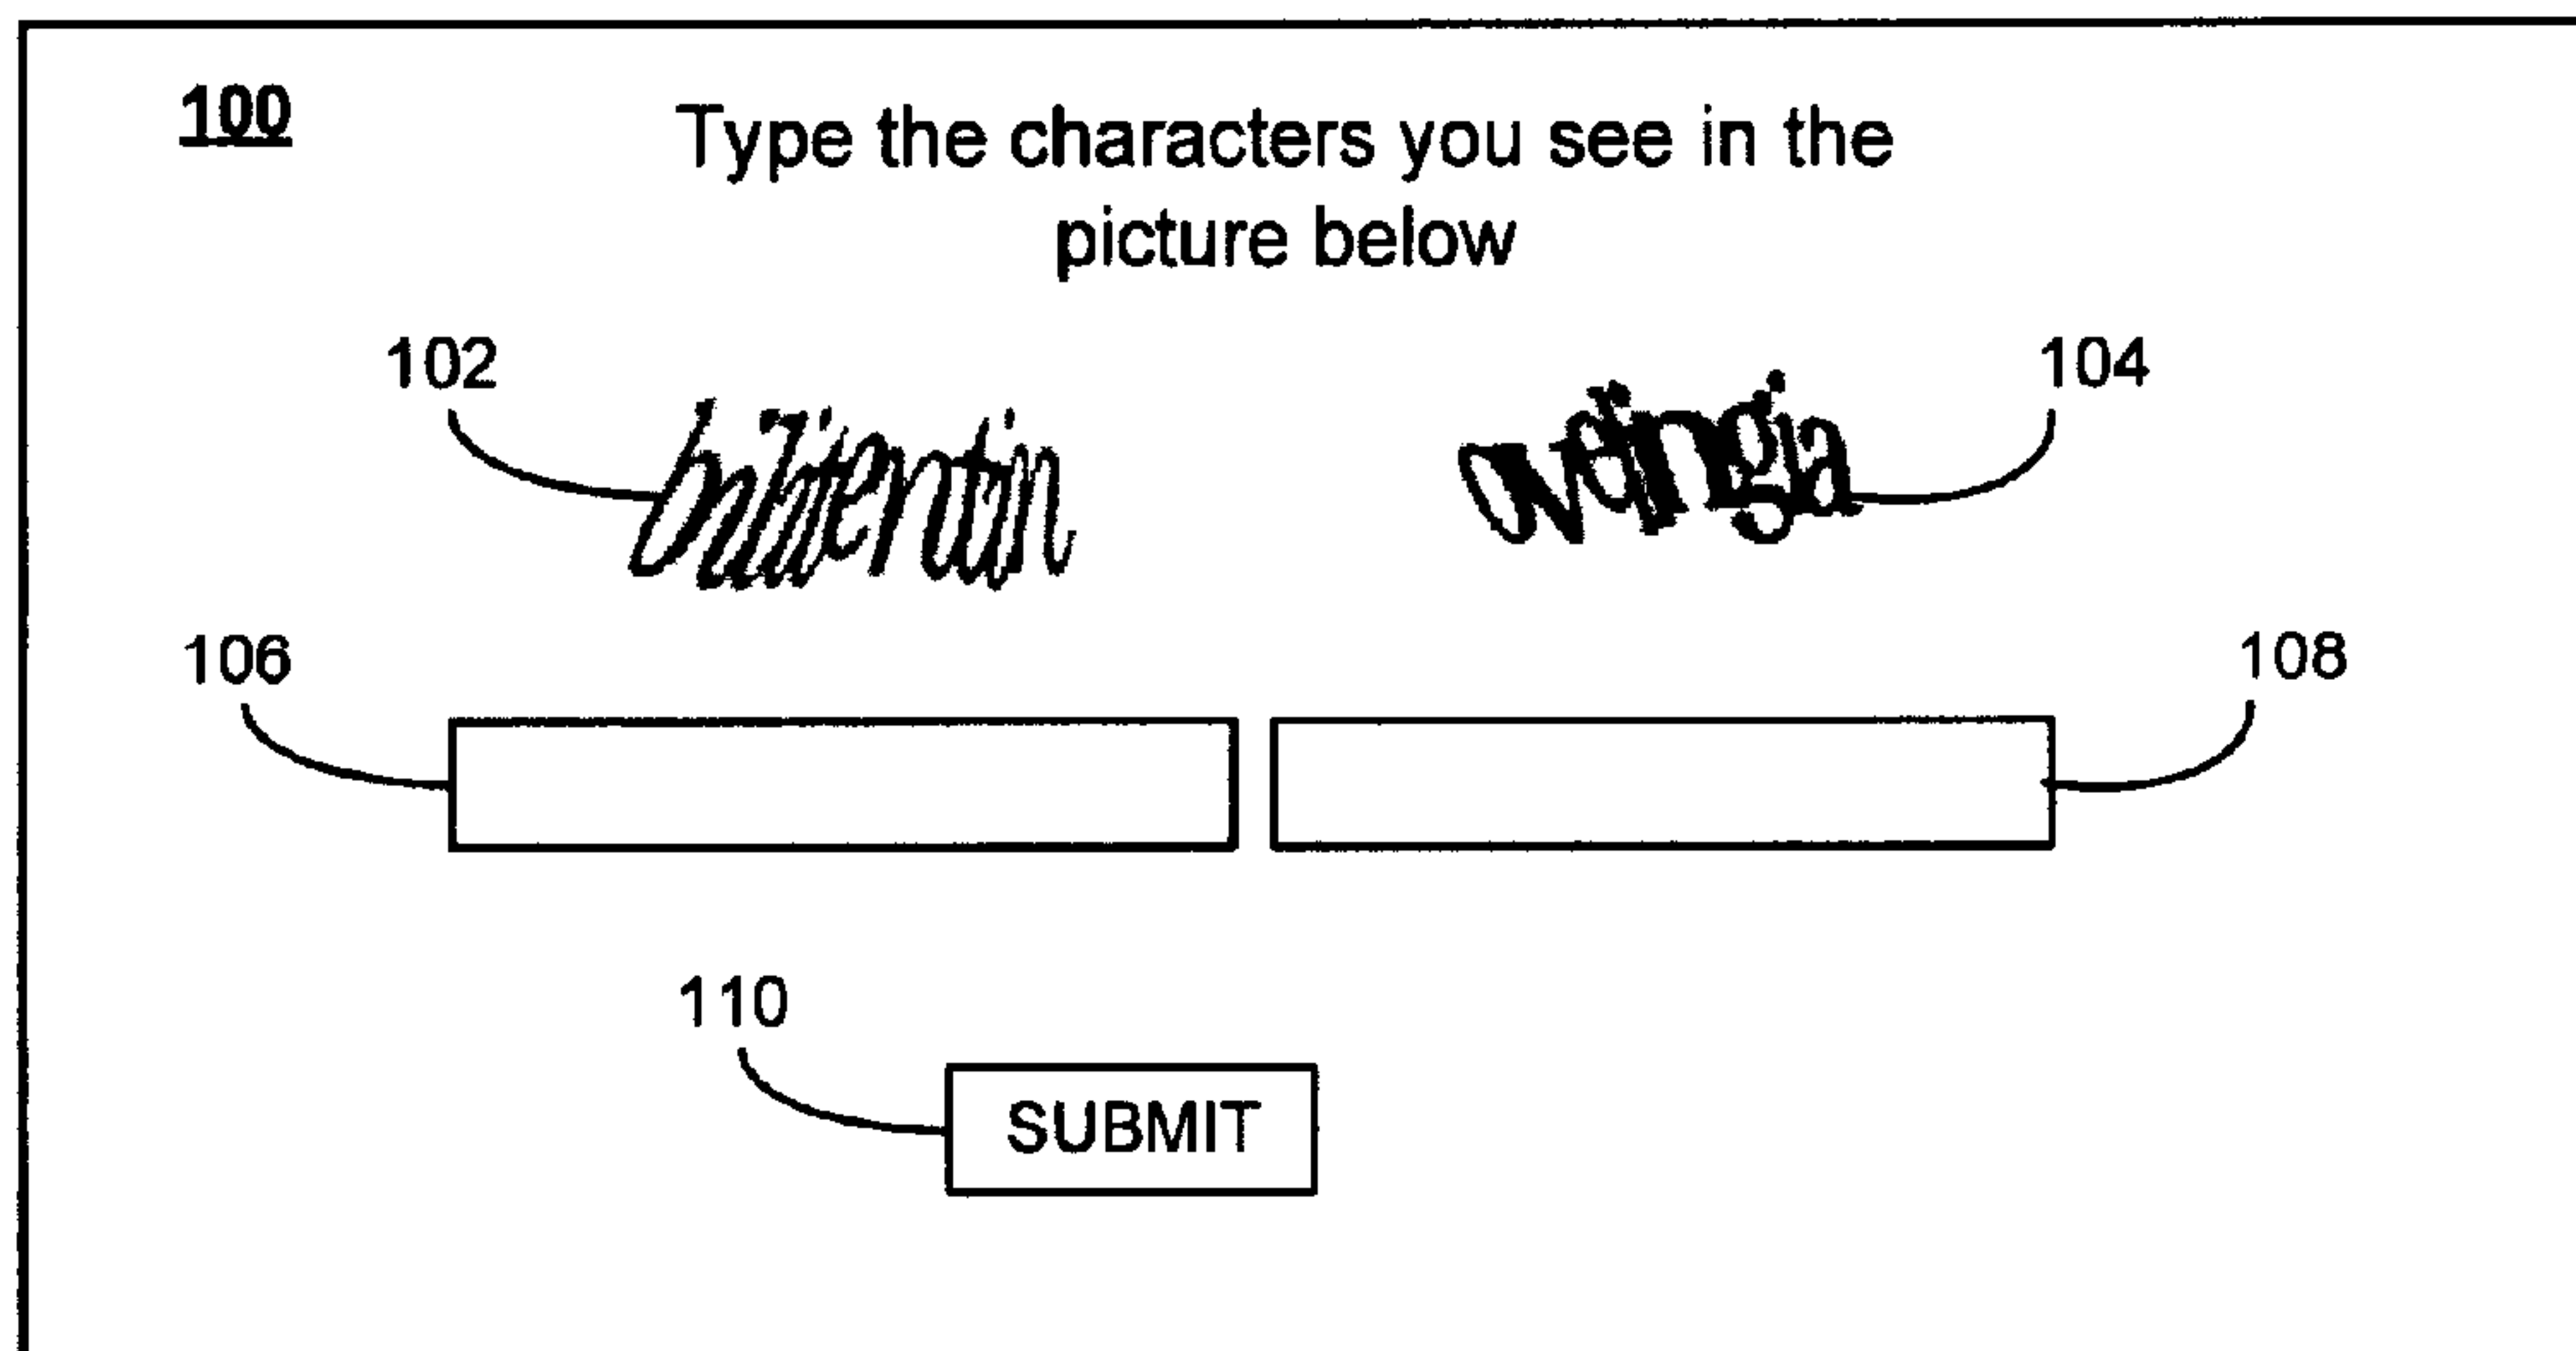 100
Type the characters you see in the
picture below
102
104
106
108
110
SUBMIT